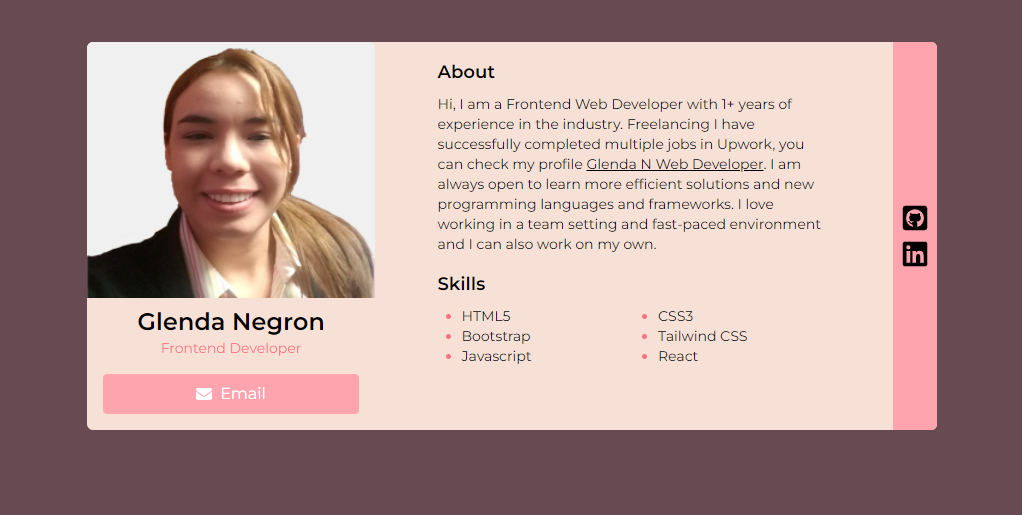 About
Hi, I am a Frontend Web Developer with 1+ years of
experience in the industry. Freelancing I have
successfully completed multiple jobs in Upwork, you
can check my profile Glenda N Web Developer. I am
always open to learn more efficient solutions and new
programming languages and frameworks. I love
working in a team setting and fast-paced environment
and I can also work on my own.
Skills
HTML5
Bootstrap
Javascript
CSS3
Tailwind CSS
React
Glenda Negron
Frontend Developer
Email
in